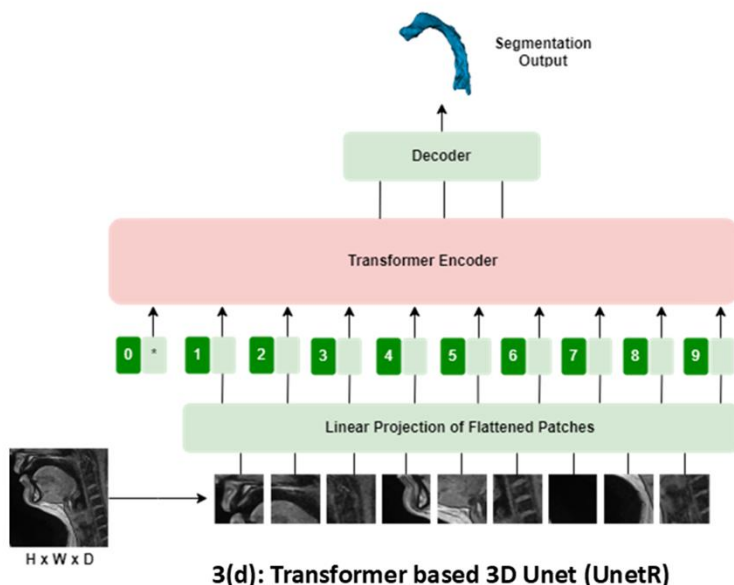 Segmentation
Output
Decoder
Transformer Encoder
0 * 1 2 3 4 5 6 7 8 9
Linear Projection of Flattened Patches
H x W x D
3(d): Transformer based 3D Unet (UnetR)